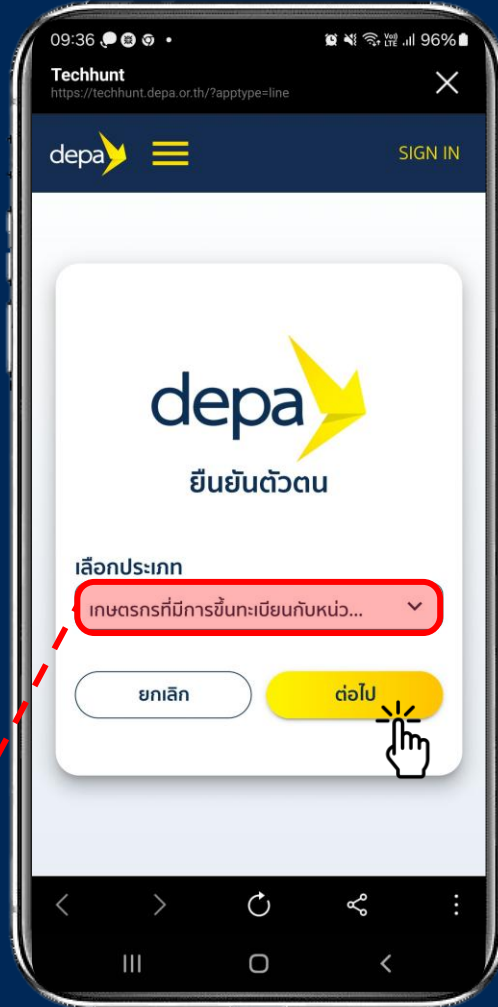 09:36
96%
Techhunt
https://techhunt.depa.or.th/?apptype=line
depa
SIGN IN
depa
ยืนยันตัวตน
เลือกประเภท
เกษตรกรที่มีการขึ้นทะเบียนกับหน่ว...
ยกเลิก
ต่อไป